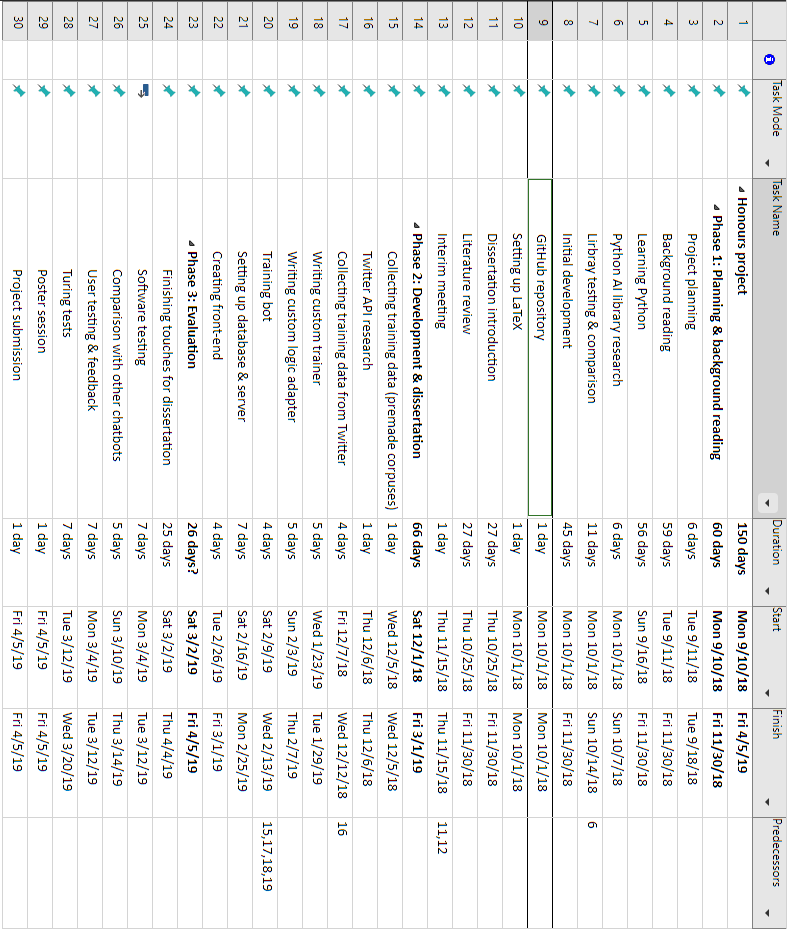 Task Mode Task Name Duration Start Finish Predecessors
1 Honours project 150 days Mon 9/10/18 Fri 4/5/19
2 Phase 1: Planning & background reading 60 days Mon 9/10/18 Fri 11/30/18
3 Project planning 6 days Tue 9/11/18 Tue 9/18/18
4 Background reading 59 days Tue 9/11/18 Fri 11/30/18
5 Learning Python 56 days Sun 9/16/18 Fri 11/30/18
6 Python AI library research 6 days Mon 10/1/18 Sun 10/7/18
7 Lirbray testing & comparison 11 days Mon 10/1/18 Sun 10/14/18 6
8 Initial development 45 days Mon 10/1/18 Fri 11/30/18
9 GitHub repository 1 day Mon 10/1/18 Mon 10/1/18
10 Setting up LaTeX 1 day Mon 10/1/18 Mon 10/1/18
11 Dissertation introduction 27 days Thu 10/25/18 Fri 11/30/18
12 Literature review 27 days Thu 10/25/18 Fri 11/30/18
13 Interim meeting 1 day Thu 11/15/18 Thu 11/15/18 11,12
14 Phase 2: Development & dissertation 66 days Sat 12/1/18 Fri 3/1/19
15 Collecting training data (premade corpuses) 1 day Wed 12/5/18 Wed 12/5/18
16 Twitter API research 1 day Thu 12/6/18 Thu 12/6/18
17 Collecting training data from Twitter 4 days Fri 12/7/18 Wed 12/12/18 16
18 Writing custom trainer 5 days Wed 1/23/19 Tue 1/29/19
19 Writing custom logic adapter 5 days Sun 2/3/19 Thu 2/7/19
20 Training bot 4 days Sat 2/9/19 Wed 2/13/19 15,17,18,19
21 Setting up database & server 7 days Sat 2/16/19 Mon 2/25/19
22 Creating front-end 4 days Tue 2/26/19 Fri 3/1/19
23 Phase 3: Evaluation 26 days? Sat 3/2/19 Fri 4/5/19
24 Finishing touches for dissertation 25 days Sat 3/2/19 Thu 4/4/19
25 Software testing 7 days Mon 3/4/19 Tue 3/12/19
26 Comparison with other chatbots 5 days Sun 3/10/19 Thu 3/14/19
27 User testing & feedback 7 days Mon 3/4/19 Tue 3/12/19
28 Turing tests 7 days Tue 3/12/19 Wed 3/20/19
29 Poster session 1 day Fri 4/5/19 Fri 4/5/19
30 Project submission 1 day Fri 4/5/19 Fri 4/5/19